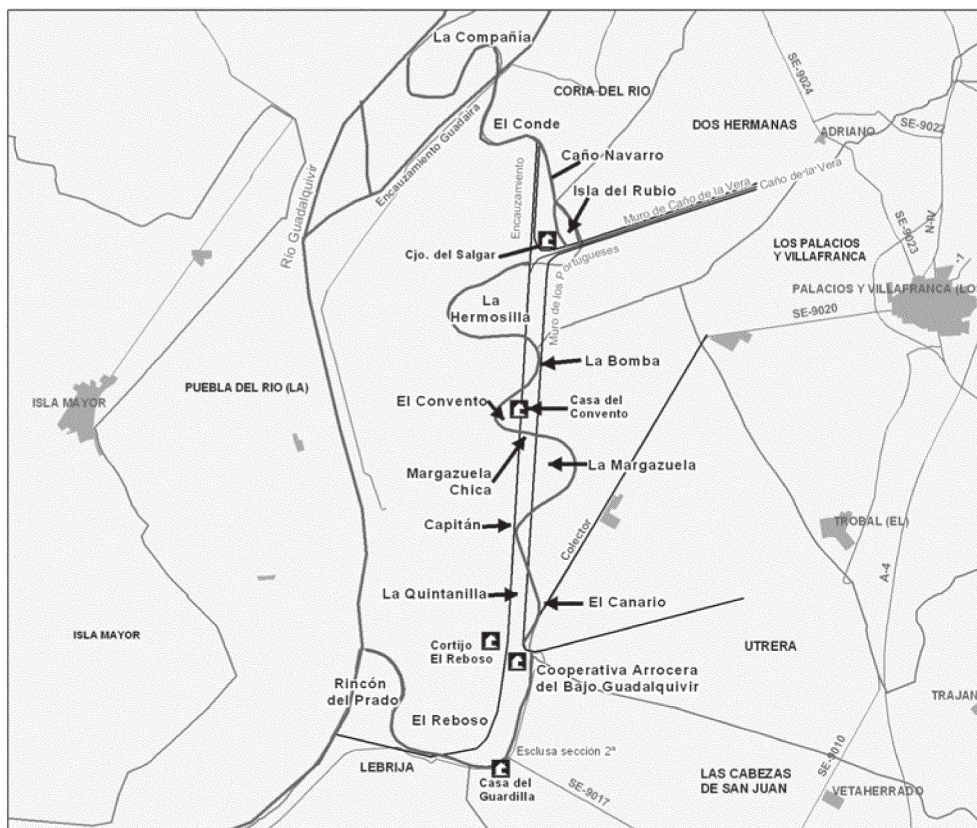 La Compañía
CORIA DEL RIO
SE-9024
DOS HERMANAS
ADRIANO
SE-9022
El Conde
Encauzamiento Guadaira
Caño Navarro
Isla del Rubio
Muro de Caño de la Vera
Caño de la Vera
Río Guadalquivir
Encauzamiento
Cjo. del Salgar
Muro de los Portugueses
SE-9023
N-IV
LOS PALACIOS
Y VILLAFRANCA
PALACIOS Y VILLAFRANCA (LOS
SE-9020
La
Hermosilla
La Bomba
PUEBLA DEL RIO (LA)
ISLA MAYOR
El Convento
Casa del
Convento
Margazuela
Chica
La Margazuela
Capitán
Colector
TROBAL (EL)
A-4
La Quintanilla
El Canario
ISLA MAYOR
Cortijo
El Reboso
UTRERA
Cooperativa Arrocera
del Bajo Guadalquivir
Rincón
del Prado
El Reboso
TRAJAN
Esclusa sección 2ª
SE-9010
LEBRIJA
Casa del
Guardilla
SE-9017
LAS CABEZAS
DE SAN JUAN
VETAHERRADO